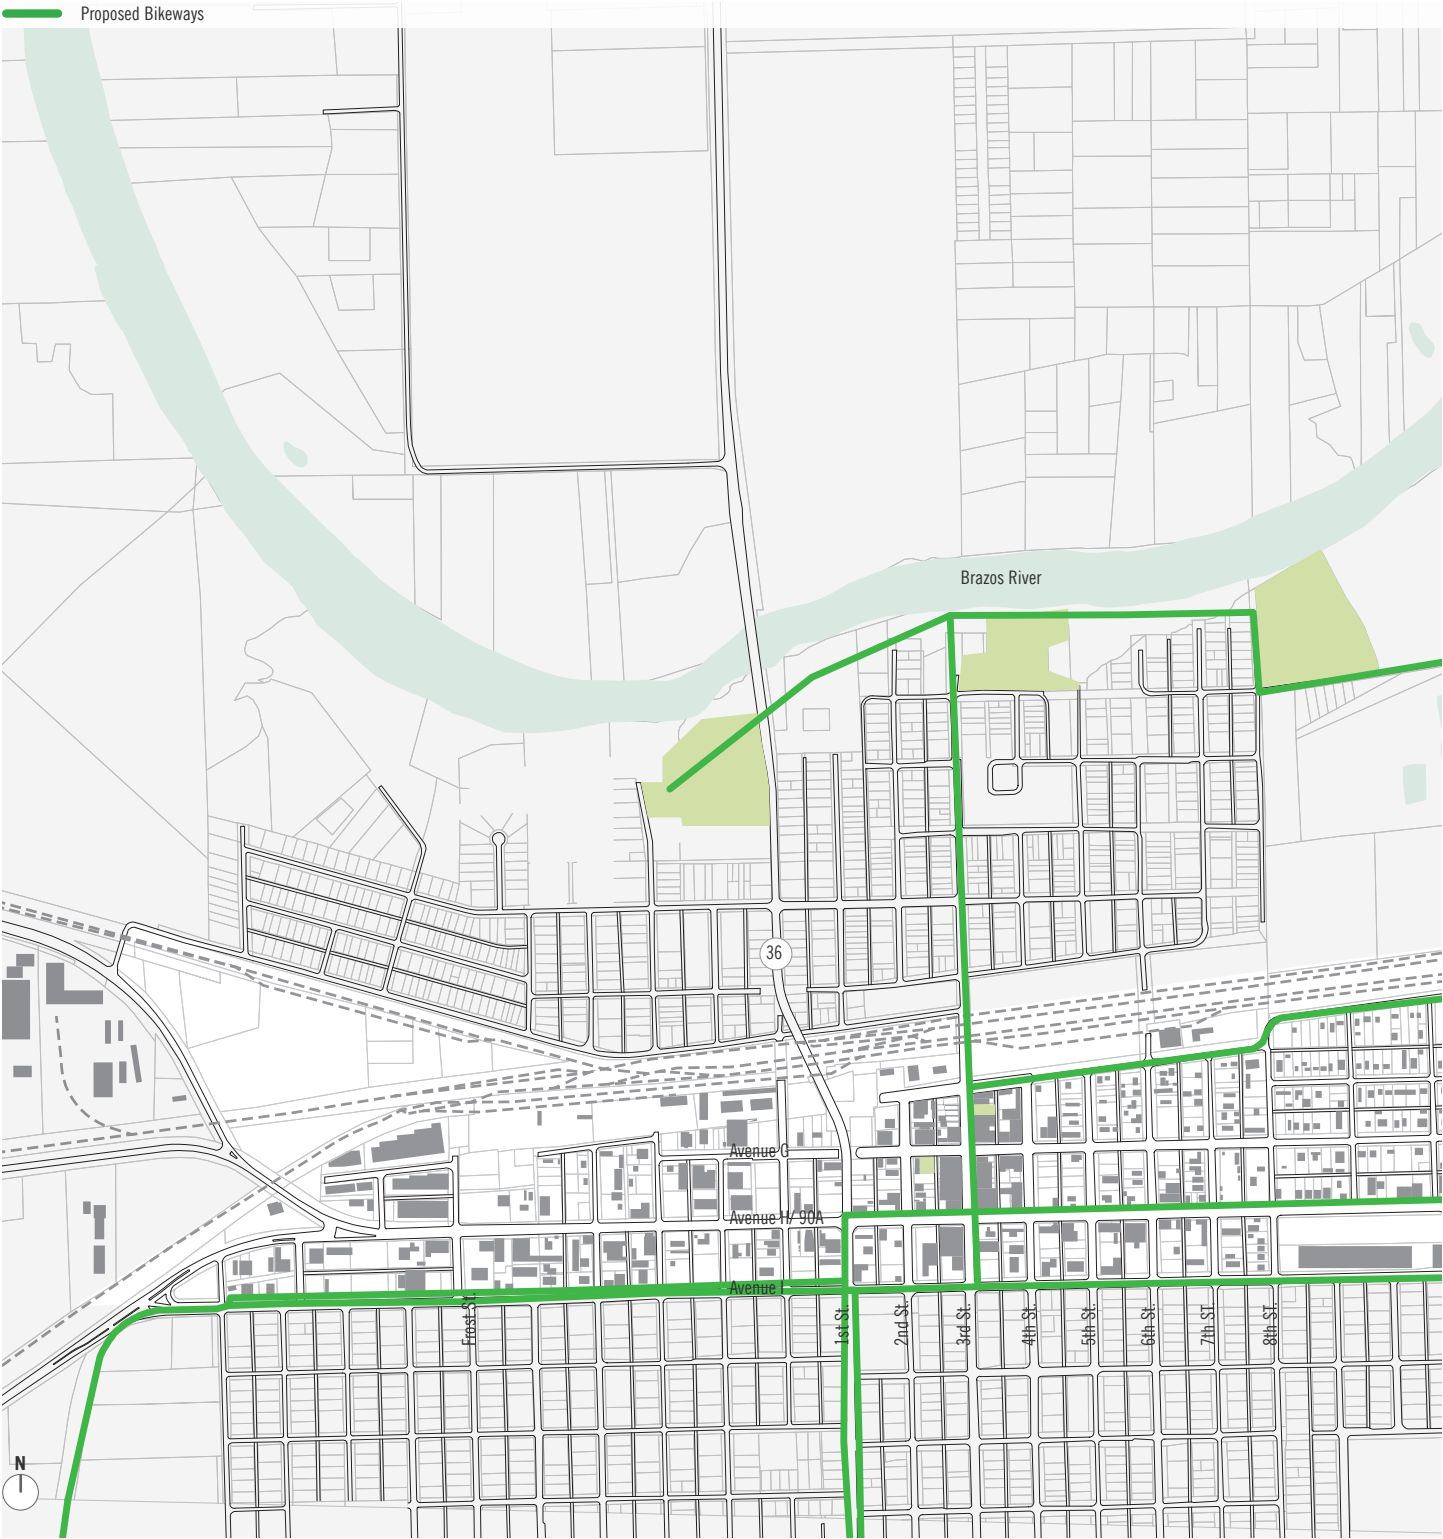 Proposed Bikeways
Brazos River
36
Avenue G
Avenue H/ 90A
Avenue I
Frost St.
1st St.
2nd St.
3rd St.
4th St.
5th St.
6th St.
7th ST.
8th ST.
N